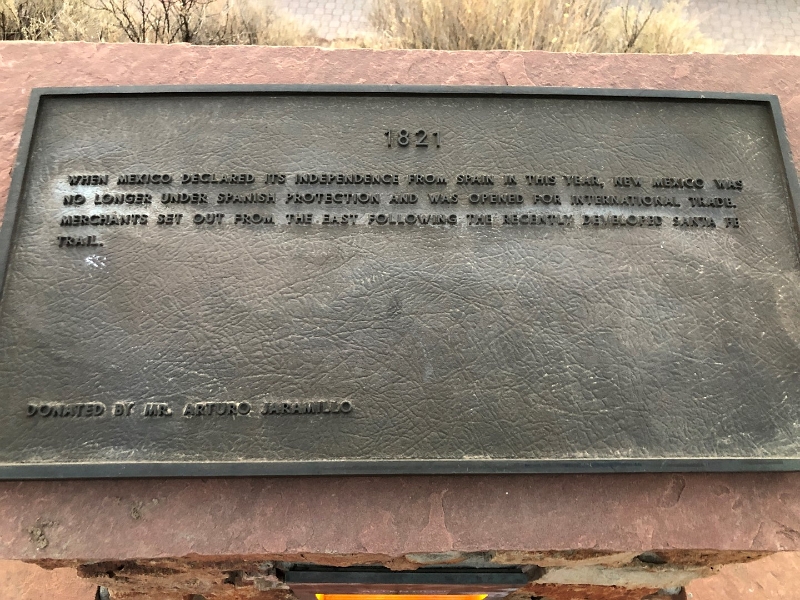 1821
WHEN MEXICO DECLARED ITS INDEPENDENCE FROM SPAIN IN THIS YEAR, NEW MEXICO WAS
NO LONGER UNDER SPANISH PROTECTION AND WAS OPENED FOR INTERNATIONAL TRADE.
MERCHANTS SET OUT FROM THE EAST FOLLOWING THE RECENTLY DEVELOPED SANTA FE
TRAIL.
DONATED BY MR. ARTURO JARAMILLO